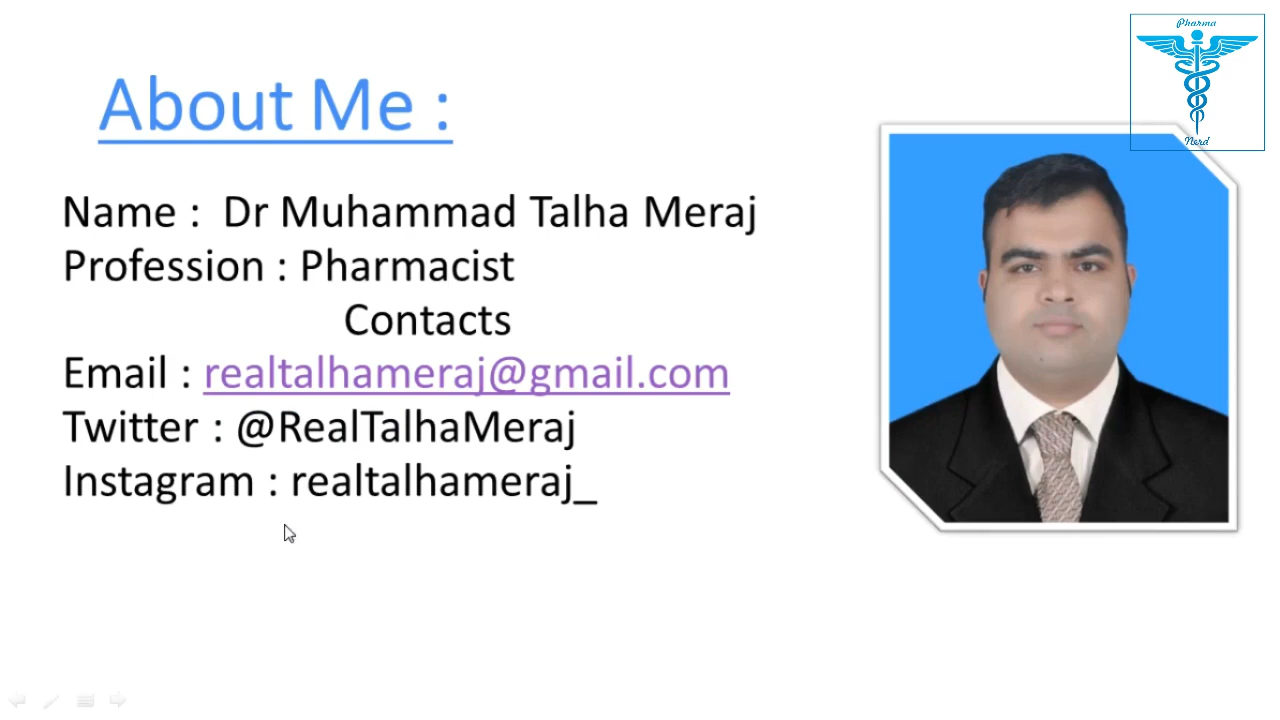 Pharma
Nerd
About Me :
Name : Dr Muhammad Talha Meraj
Profession : Pharmacist
Contacts
Email : realtalhameraj@gmail.com
Twitter : @RealTalhaMeraj
Instagram : realtalhameraj_